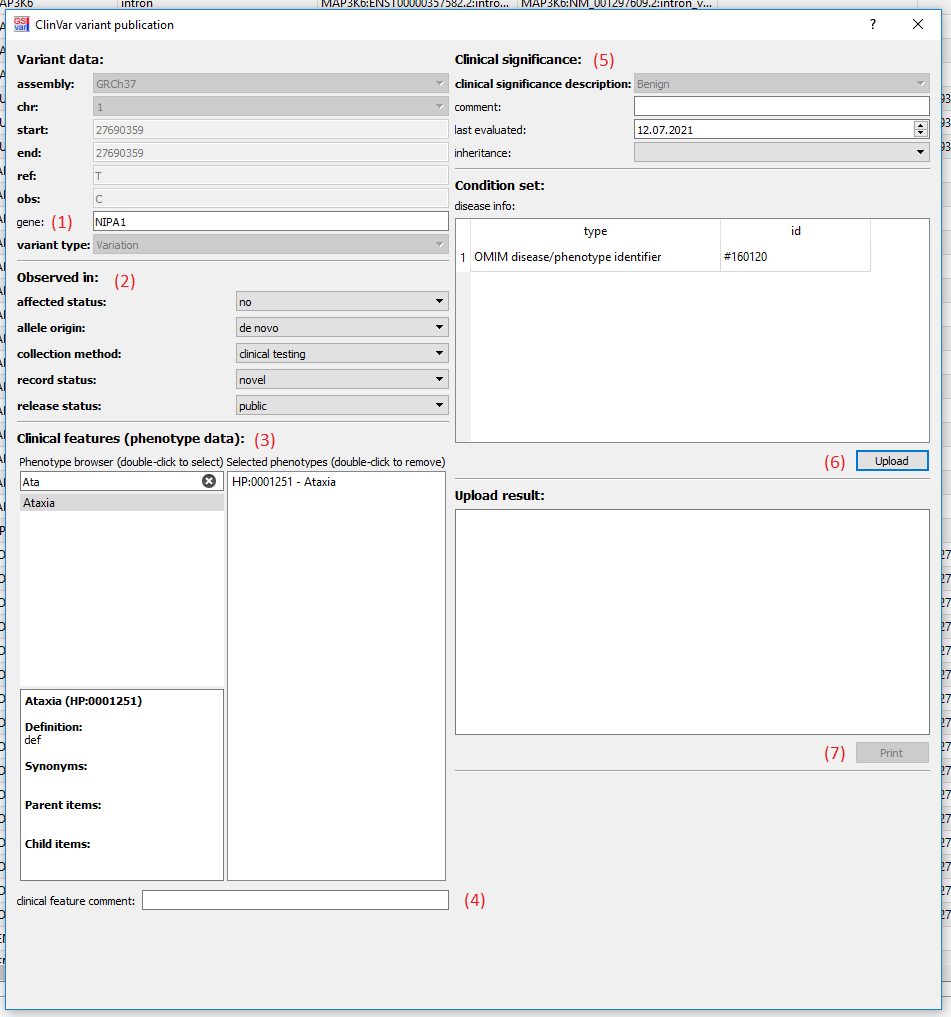 AP3K6 intron MAP3K6:ENST00000357582.2:intro... MAP3K6:NM_001297609.2:intron_v...
GSvar ClinVar variant publication ?
Variant data:
assembly: GRCh37
chr: 1
start: 27690359
end: 27690359
ref: T
obs: C
gene: (1) NIPA1
variant type: Variation
Observed in: (2)
affected status: no
allele origin: de novo
collection method: clinical testing
record status: novel
release status: public
Clinical features (phenotype data): (3)
Phenotype browser (double-click to select) Selected phenotypes (double-click to remove)
Ata HP:0001251 - Ataxia
Ataxia
Ataxia (HP:0001251)
Definition:
def
Synonyms:
Parent items:
Child items:
clinical feature comment: (4)
Clinical significance: (5)
clinical significance description: Benign
comment:
last evaluated: 12.07.2021
inheritance:
Condition set:
disease info:
type id
1 OMIM disease/phenotype identifier #160120
(6) Upload
Upload result:
(7) Print